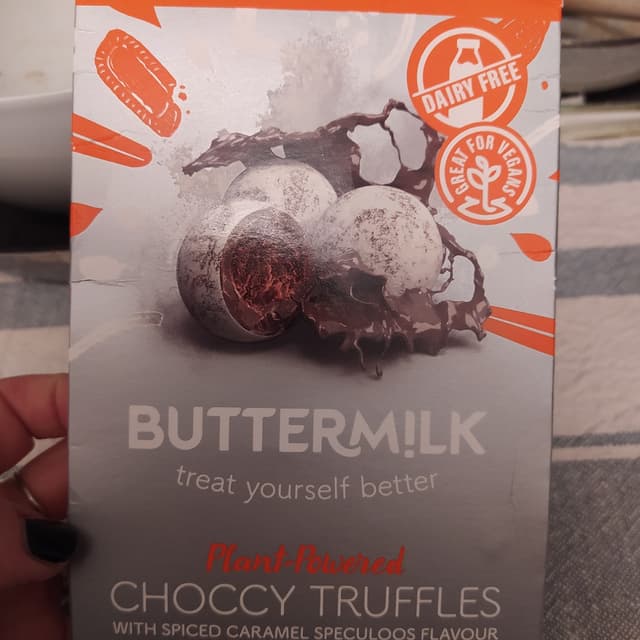 DAIRY FREE
GREAT FOR VEGANS
BUTTERM!LK
treat yourself better
Plant-Powered
CHOCCY TRUFFLES
WITH SPICED CARAMEL SPECULOOS FLAVOUR